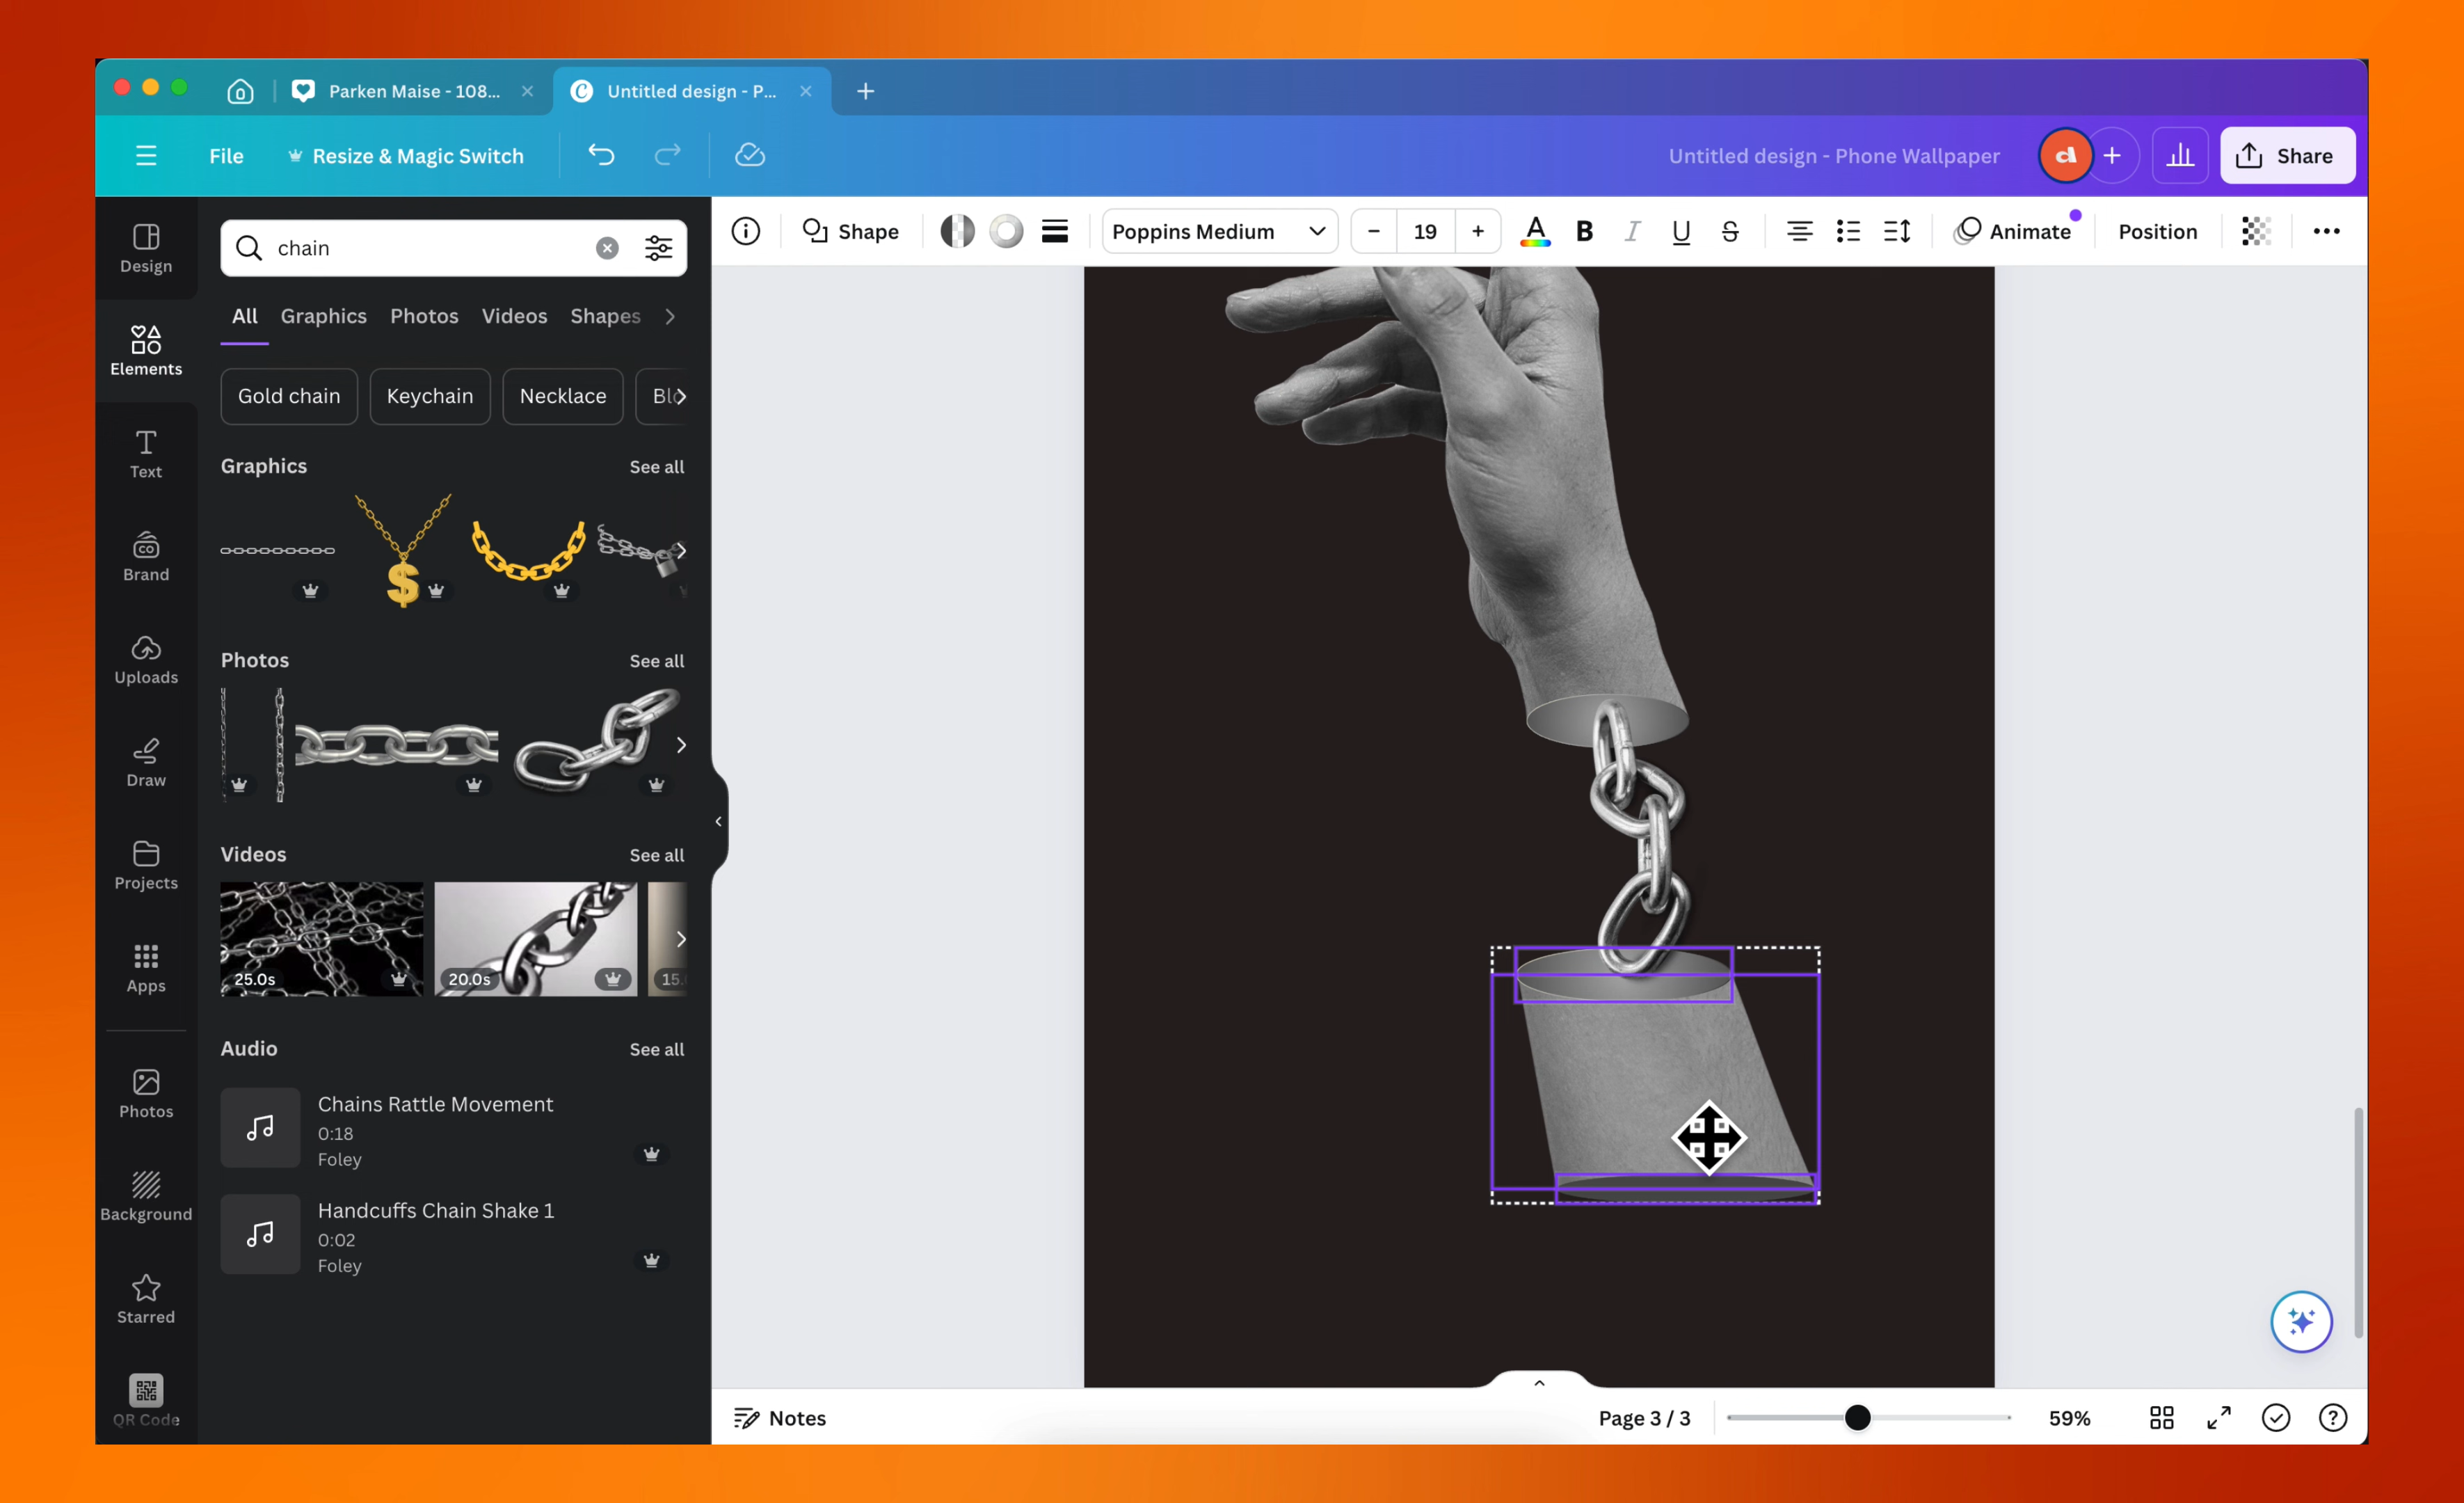 Parken Maise - 108...
Untitled design - P...
File
Resize & Magic Switch
Untitled design - Phone Wallpaper
Share
Design
Elements
Text
Brand
Uploads
Draw
Projects
Apps
Photos
Background
Starred
QR Code
chain
All Graphics Photos Videos Shapes
Gold chain Keychain Necklace
Graphics See all
Photos See all
Videos See all
25.0s 20.0s 15.
Audio See all
Chains Rattle Movement
0:18
Foley
Handcuffs Chain Shake 1
0:02
Foley
Shape Poppins Medium - 19 + A B I U S Animate Position
Notes Page 3 / 3 59%